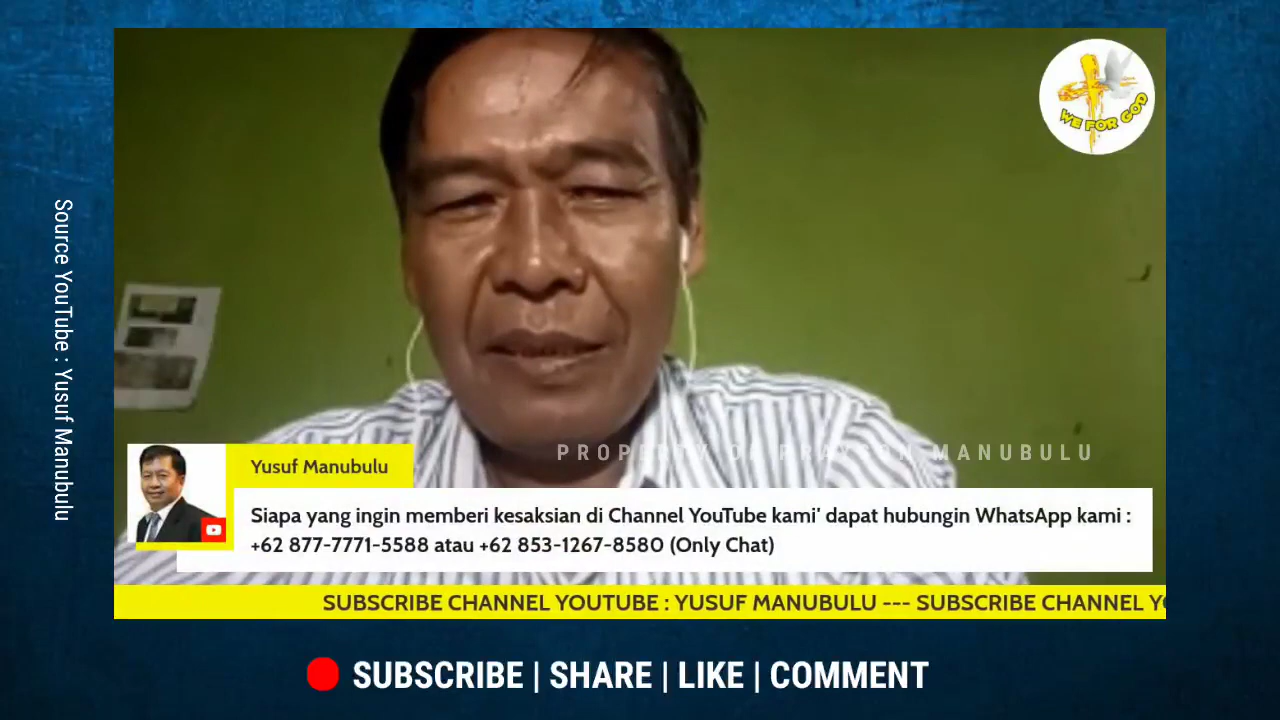 WE FOR GOD
Source YouTube : Yusuf Manubulu
PROPERTY OF PRAYSON MANUBULU
Yusuf Manubulu
Siapa yang ingin memberi kesaksian di Channel YouTube kami' dapat hubungin WhatsApp kami :
+62 877-7771-5588 atau +62 853-1267-8580 (Only Chat)
SUBSCRIBE CHANNEL YOUTUBE : YUSUF MANUBULU --- SUBSCRIBE CHANNEL
SUBSCRIBE | SHARE | LIKE | COMMENT